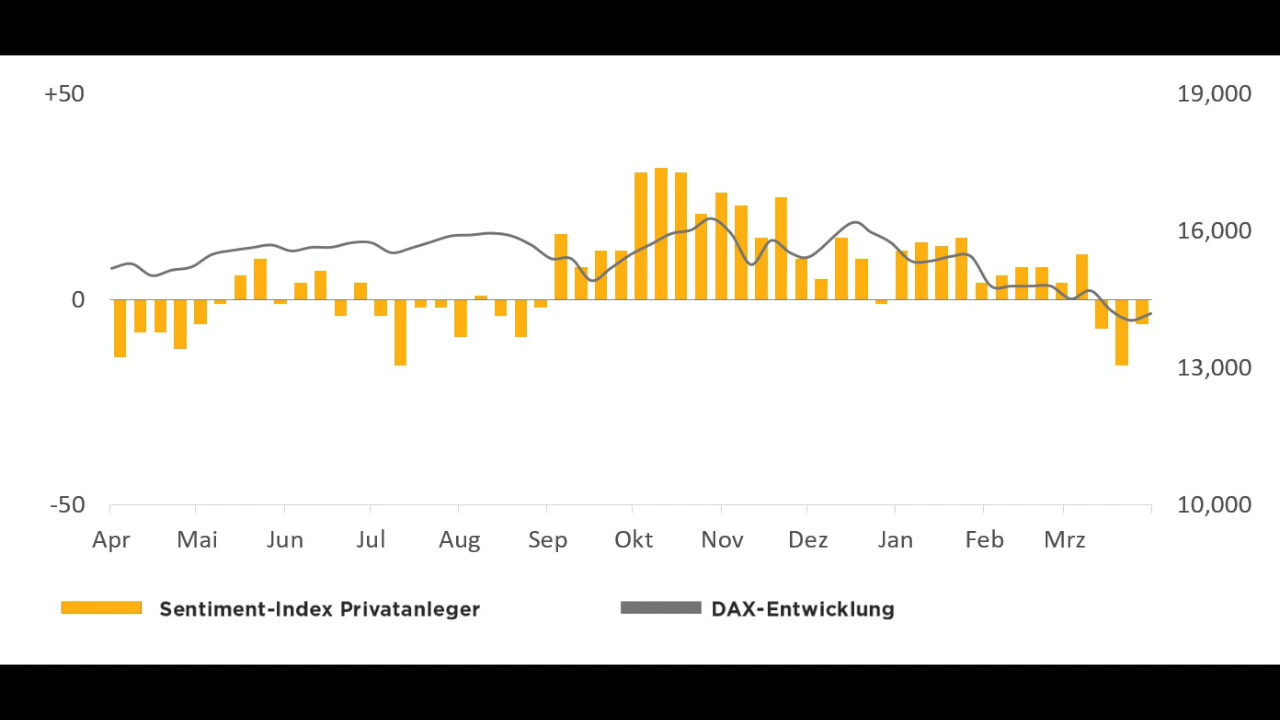 +50
19,000
16,000
0
13,000
-50
10,000
Apr Mai Jun Jul Aug Sep Okt Nov Dez Jan Feb Mrz
Sentiment-Index Privatanleger
DAX-Entwicklung